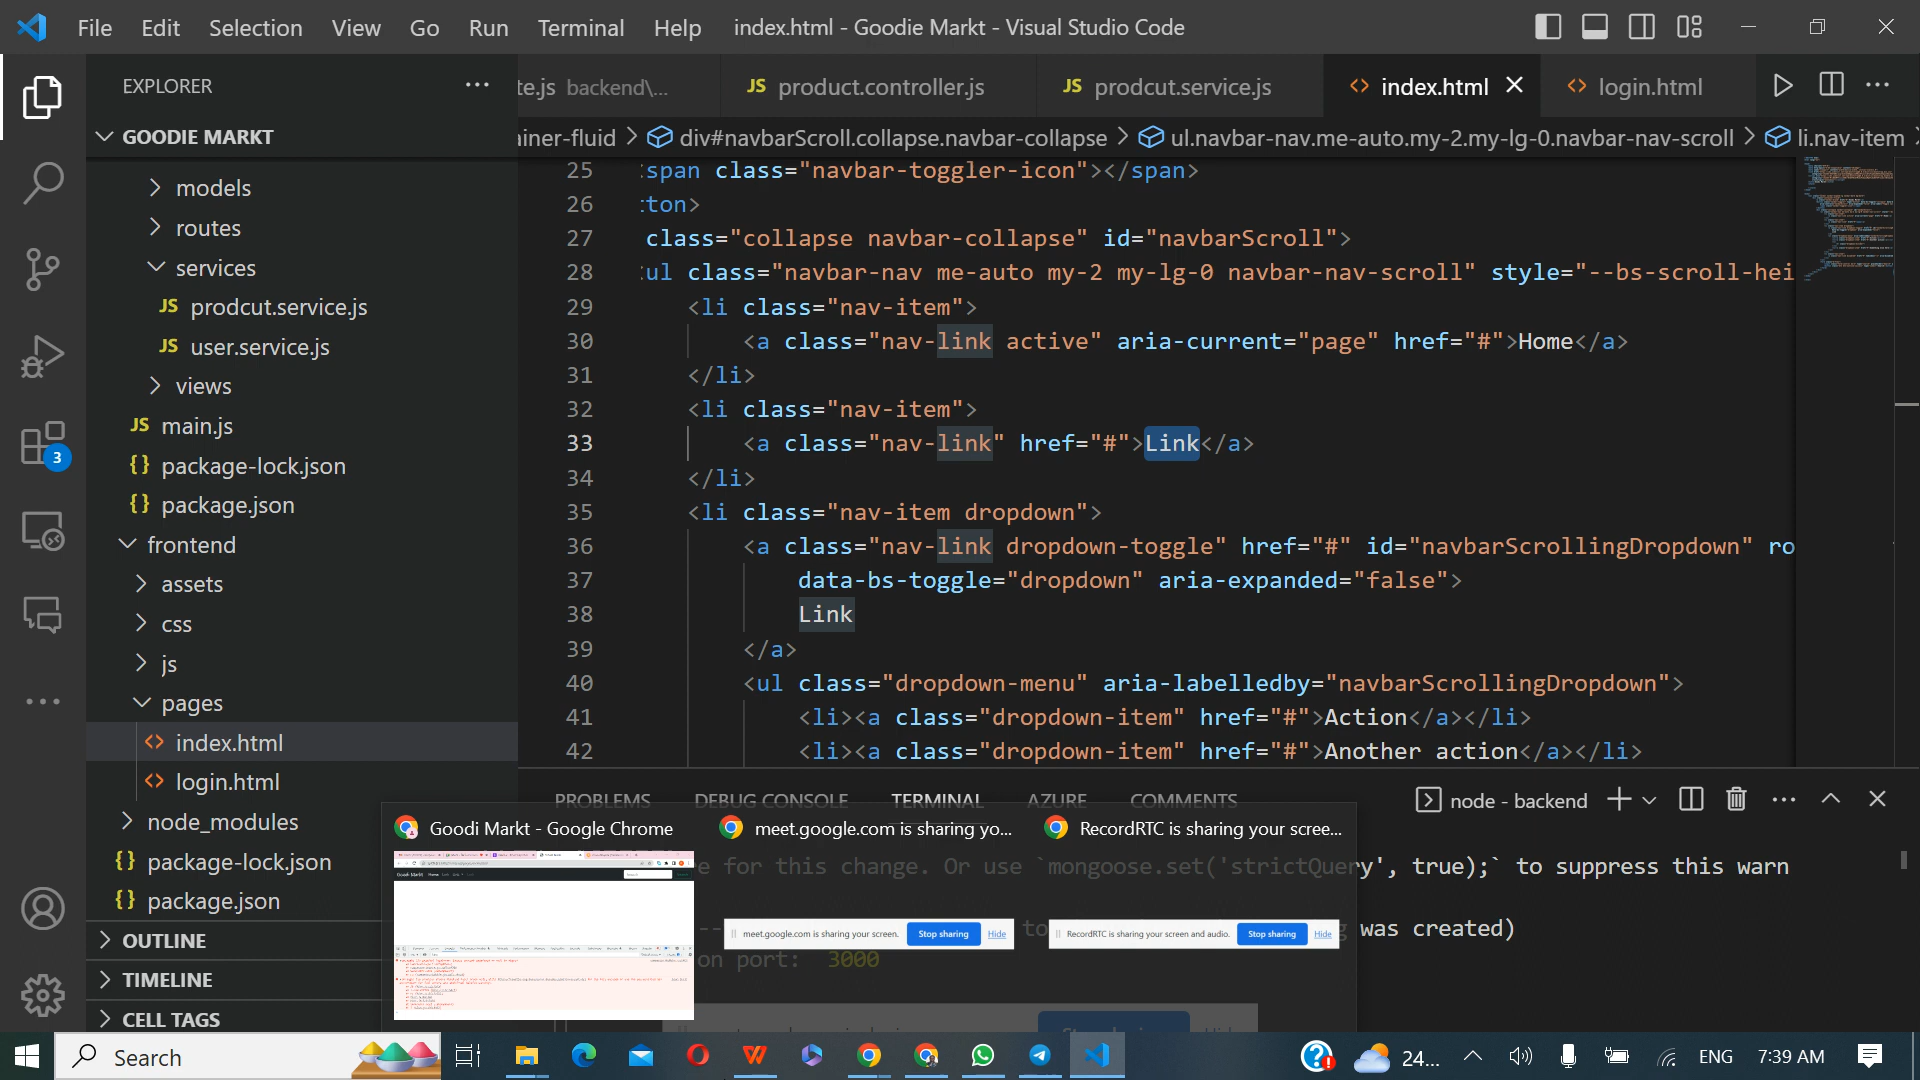 File Edit Selection View Go Run Terminal Help index.html - Goodie Markt - Visual Studio Code
EXPLORER
te.js backend\...
JS product.controller.js
JS prodcut.service.js
<> index.html
<> login.html
GOODIE MARKT
iner-fluid > div#navbarScroll.collapse.navbar-collapse > ul.navbar-nav.me-auto.my-2.my-lg-0.navbar-nav-scroll > li.nav-item
models
routes
services
JS prodcut.service.js
JS user.service.js
views
JS main.js
{} package-lock.json
{} package.json
frontend
assets
css
js
pages
<> index.html
<> login.html
node_modules
{} package-lock.json
{} package.json
OUTLINE
TIMELINE
CELL TAGS
3
25 span class="navbar-toggler-icon"></span>
26 ton>
27 class="collapse navbar-collapse" id="navbarScroll">
28 ul class="navbar-nav me-auto my-2 my-lg-0 navbar-nav-scroll" style="--bs-scroll-hei
29 <li class="nav-item">
30 <a class="nav-link active" aria-current="page" href="#">Home</a>
31 </li>
32 <li class="nav-item">
33 <a class="nav-link" href="#">Link</a>
34 </li>
35 <li class="nav-item dropdown">
36 <a class="nav-link dropdown-toggle" href="#" id="navbarScrollingDropdown" ro
37 data-bs-toggle="dropdown" aria-expanded="false">
38 Link
39 </a>
40 <ul class="dropdown-menu" aria-labelledby="navbarScrollingDropdown">
41 <li><a class="dropdown-item" href="#">Action</a></li>
42 <li><a class="dropdown-item" href="#">Another action</a></li>
PROBLEMS DEBUG CONSOLE TERMINAL AZURE COMMENTS
node - backend
Goodi Markt - Google Chrome
meet.google.com is sharing yo...
RecordRTC is sharing your scree...
e for this change. Or use `mongoose.set('strictQuery', true);` to suppress this warn
meet.google.com is sharing your screen. Stop sharing Hide
to
RecordRTC is sharing your screen and audio. Stop sharing Hide
g was created)
on port: 3000
Search
24...
ENG
7:39 AM